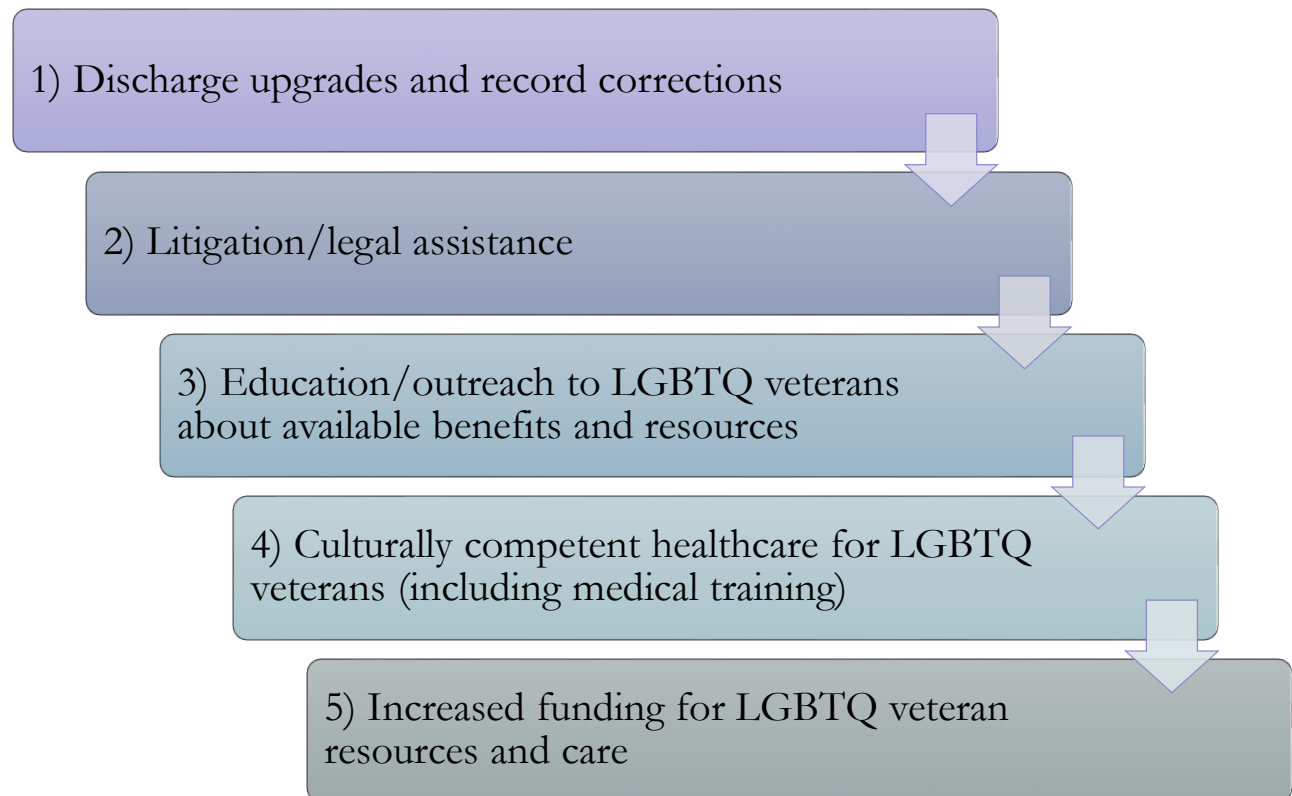 1) Discharge upgrades and record corrections
2) Litigation/legal assistance
3) Education/outreach to LGBTQ veterans
about available benefits and resources
4) Culturally competent healthcare for LGBTQ
veterans (including medical training)
5) Increased funding for LGBTQ veteran
resources and care